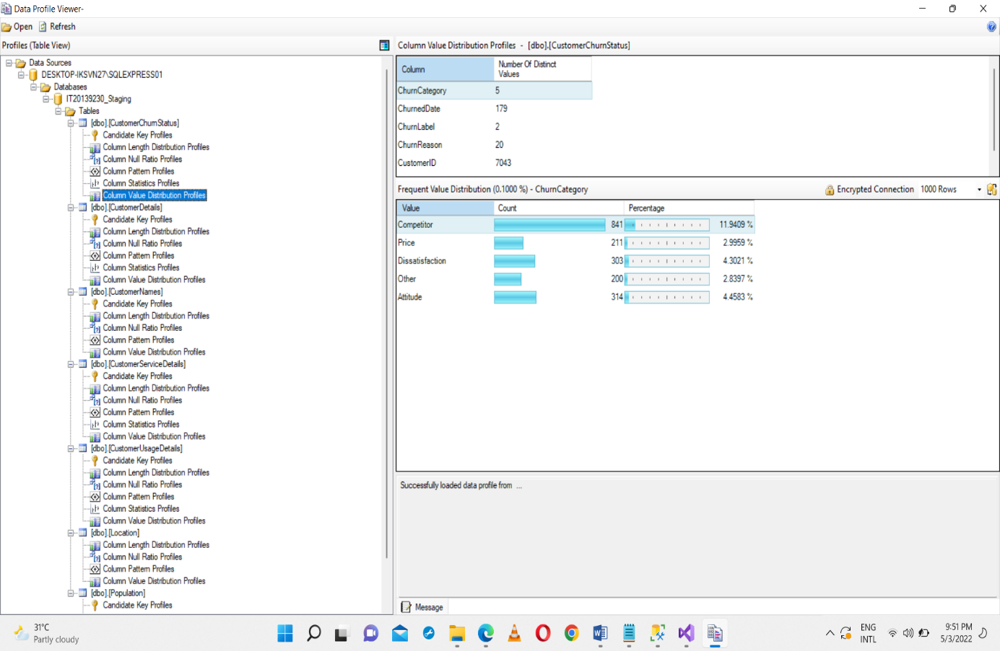 Data Profile Viewer-
Open Refresh
Profiles (Table View)
Data Sources
DESKTOP-IKSVN27\SQLEXPRESS01
Databases
IT20139230_Staging
Tables
[dbo].[CustomerChurnStatus]
Candidate Key Profiles
Column Length Distribution Profiles
Column Null Ratio Profiles
Column Pattern Profiles
Column Statistics Profiles
Column Value Distribution Profiles
[dbo].[CustomerDetails]
Candidate Key Profiles
Column Length Distribution Profiles
Column Null Ratio Profiles
Column Pattern Profiles
Column Statistics Profiles
Column Value Distribution Profiles
[dbo].[CustomerNames]
Candidate Key Profiles
Column Length Distribution Profiles
Column Null Ratio Profiles
Column Pattern Profiles
Column Value Distribution Profiles
[dbo].[CustomerServiceDetails]
Candidate Key Profiles
Column Length Distribution Profiles
Column Null Ratio Profiles
Column Pattern Profiles
Column Statistics Profiles
Column Value Distribution Profiles
[dbo].[CustomerUsageDetails]
Candidate Key Profiles
Column Length Distribution Profiles
Column Null Ratio Profiles
Column Pattern Profiles
Column Statistics Profiles
Column Value Distribution Profiles
[dbo].[Location]
Column Length Distribution Profiles
Column Null Ratio Profiles
Column Pattern Profiles
Column Value Distribution Profiles
[dbo].[Population]
Candidate Key Profiles
Column Value Distribution Profiles - [dbo].[CustomerChurnStatus]
Column Number Of Distinct
Values
ChurnCategory 5
ChurnedDate 179
ChurnLabel 2
ChurnReason 20
CustomerID 7043
Frequent Value Distribution (0.1000 %) - ChurnCategory Encrypted Connection 1000 Rows
Value Count Percentage
Competitor 841 11.9409 %
Price 211 2.9959 %
Dissatisfaction 303 4.3021 %
Other 200 2.8397 %
Attitude 314 4.4583 %
Successfully loaded data profile from ...
Message
31°C
Partly cloudy
ENG
INTL
9:51 PM
5/3/2022